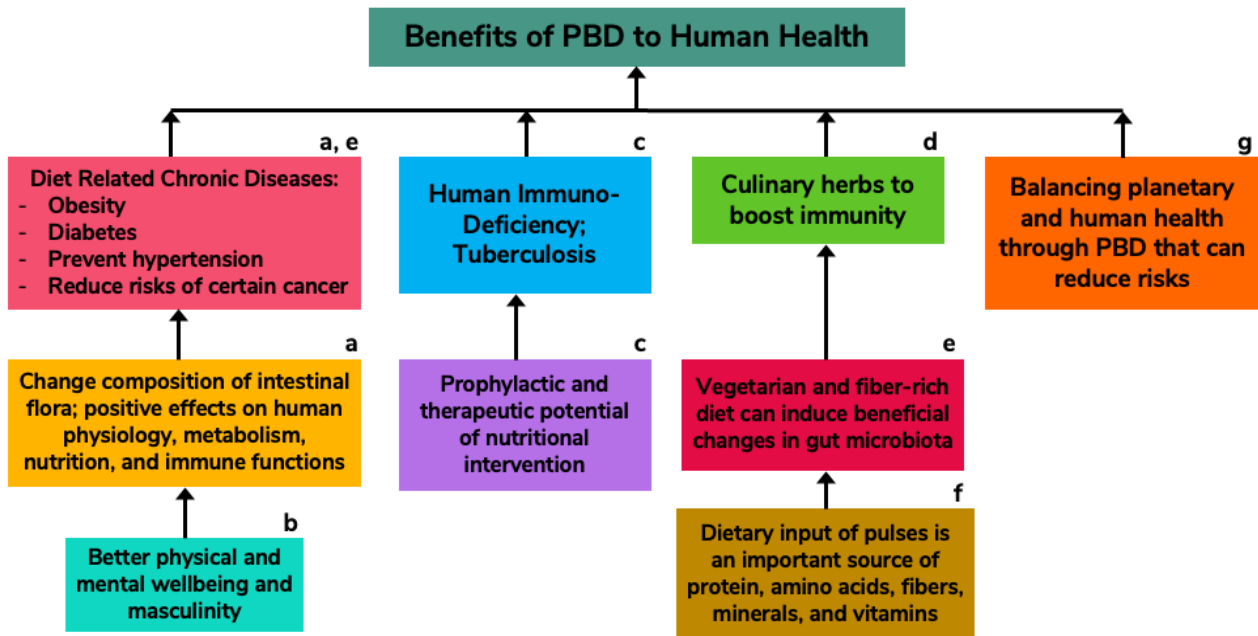 Benefits of PBD to Human Health
a, e
Diet Related Chronic Diseases:
- Obesity
- Diabetes
- Prevent hypertension
- Reduce risks of certain cancer
c
Human Immuno-
Deficiency;
Tuberculosis
d
Culinary herbs to
boost immunity
g
Balancing planetary
and human health
through PBD that can
reduce risks
a
Change composition of intestinal
flora; positive effects on human
physiology, metabolism,
nutrition, and immune functions
c
Prophylactic and
therapeutic potential
of nutritional
intervention
e
Vegetarian and fiber-rich
diet can induce beneficial
changes in gut microbiota
b
Better physical and
mental wellbeing and
masculinity
f
Dietary input of pulses is
an important source of
protein, amino acids, fibers,
minerals, and vitamins